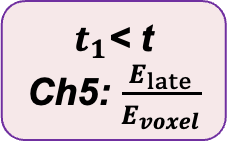 t₁< t
Ch5: E_late / E_voxel